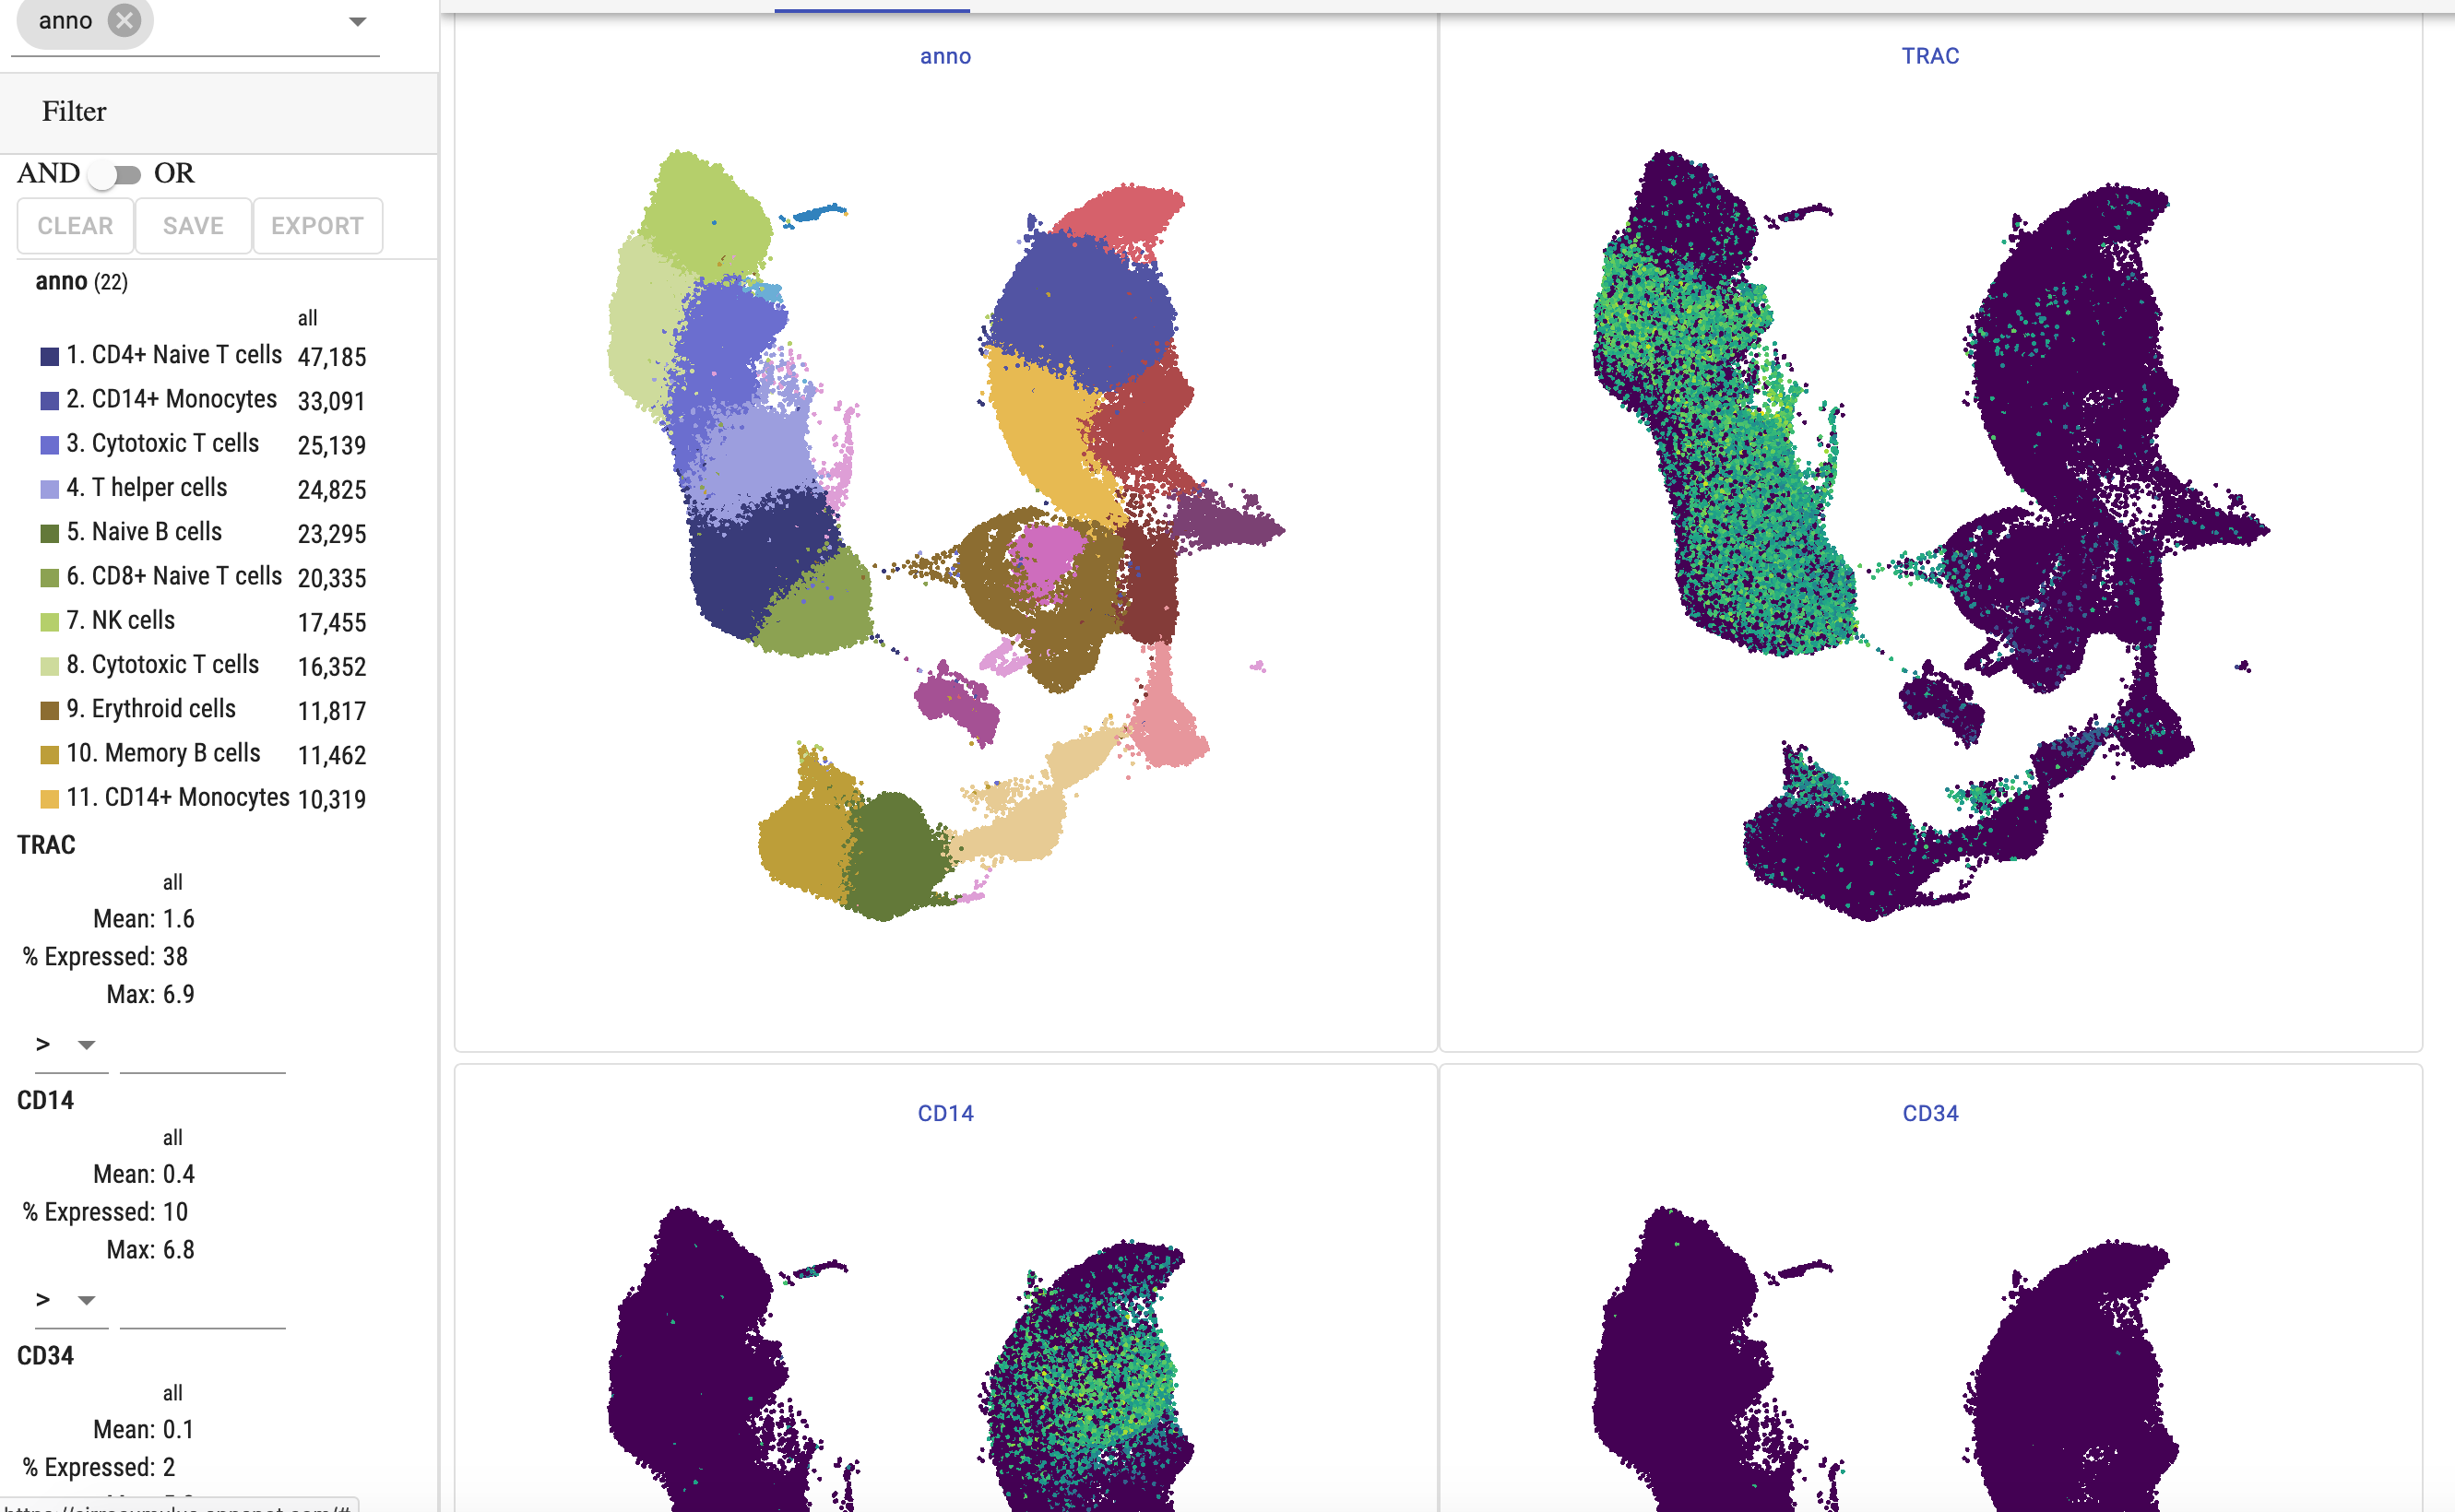 anno
Filter
AND OR
CLEAR SAVE EXPORT
anno (22)
all
1. CD4+ Naive T cells 47,185
2. CD14+ Monocytes 33,091
3. Cytotoxic T cells 25,139
4. T helper cells 24,825
5. Naive B cells 23,295
6. CD8+ Naive T cells 20,335
7. NK cells 17,455
8. Cytotoxic T cells 16,352
9. Erythroid cells 11,817
10. Memory B cells 11,462
11. CD14+ Monocytes 10,319
TRAC
all
Mean: 1.6
% Expressed: 38
Max: 6.9
>
CD14
all
Mean: 0.4
% Expressed: 10
Max: 6.8
>
CD34
all
Mean: 0.1
% Expressed: 2
anno
TRAC
CD14
CD34